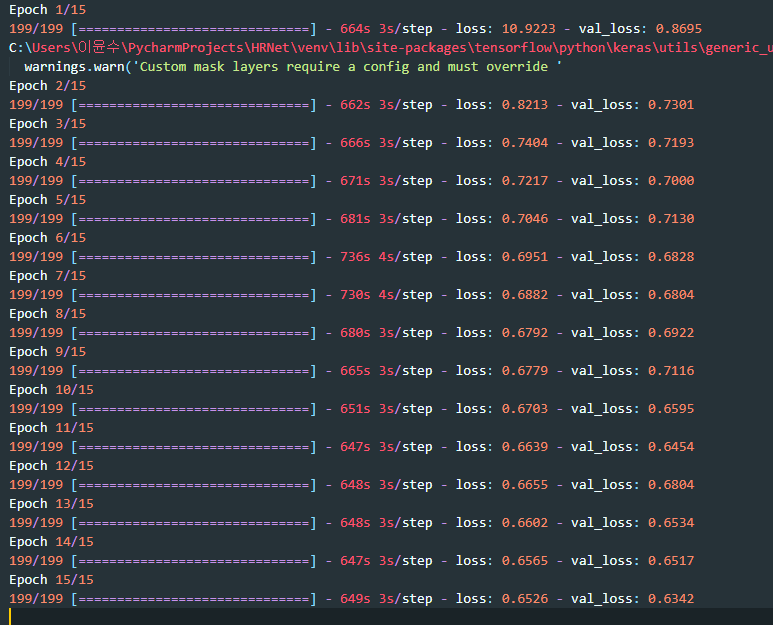 Epoch 1/15
199/199 [==============================] - 664s 3s/step - loss: 10.9223 - val_loss: 0.8695
C:\Users\이윤수\PycharmProjects\HRNet\venv\lib\site-packages\tensorflow\python\keras\utils\generic_u
warnings.warn('Custom mask layers require a config and must override '
Epoch 2/15
199/199 [==============================] - 662s 3s/step - loss: 0.8213 - val_loss: 0.7301
Epoch 3/15
199/199 [==============================] - 666s 3s/step - loss: 0.7404 - val_loss: 0.7193
Epoch 4/15
199/199 [==============================] - 671s 3s/step - loss: 0.7217 - val_loss: 0.7000
Epoch 5/15
199/199 [==============================] - 681s 3s/step - loss: 0.7046 - val_loss: 0.7130
Epoch 6/15
199/199 [==============================] - 736s 4s/step - loss: 0.6951 - val_loss: 0.6828
Epoch 7/15
199/199 [==============================] - 730s 4s/step - loss: 0.6882 - val_loss: 0.6804
Epoch 8/15
199/199 [==============================] - 680s 3s/step - loss: 0.6792 - val_loss: 0.6922
Epoch 9/15
199/199 [==============================] - 665s 3s/step - loss: 0.6779 - val_loss: 0.7116
Epoch 10/15
199/199 [==============================] - 651s 3s/step - loss: 0.6703 - val_loss: 0.6595
Epoch 11/15
199/199 [==============================] - 647s 3s/step - loss: 0.6639 - val_loss: 0.6454
Epoch 12/15
199/199 [==============================] - 648s 3s/step - loss: 0.6655 - val_loss: 0.6804
Epoch 13/15
199/199 [==============================] - 648s 3s/step - loss: 0.6602 - val_loss: 0.6534
Epoch 14/15
199/199 [==============================] - 647s 3s/step - loss: 0.6565 - val_loss: 0.6517
Epoch 15/15
199/199 [==============================] - 649s 3s/step - loss: 0.6526 - val_loss: 0.6342